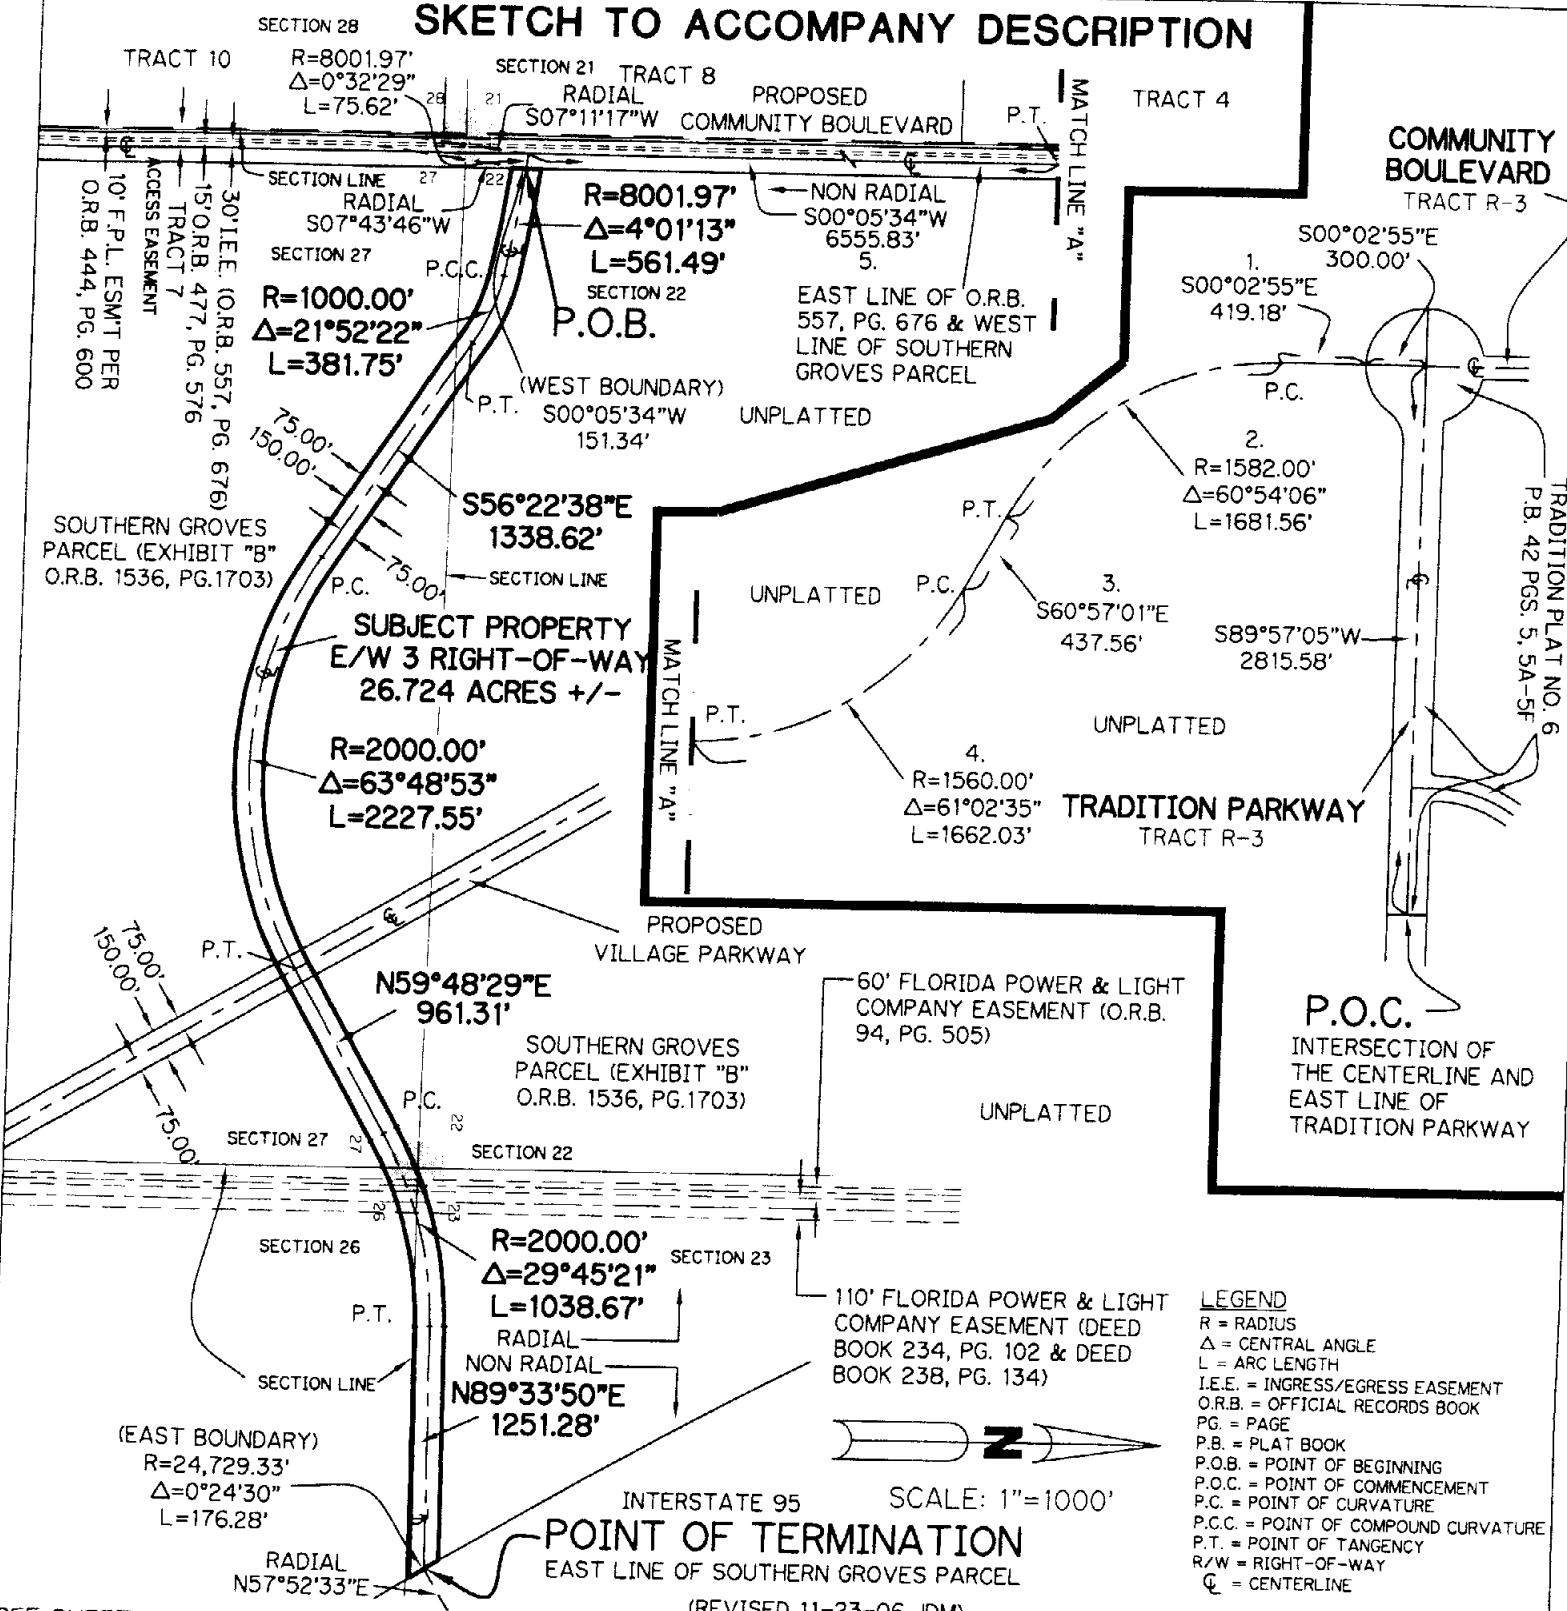 SKETCH TO ACCOMPANY DESCRIPTION
SECTION 28
TRACT 10
R=8001.97'
Δ=0°32'29"
L=75.62'
28
21
SECTION 21
TRACT 8
RADIAL
S07°11'17"W
PROPOSED
COMMUNITY BOULEVARD
P.T.
MATCH LINE "A"
TRACT 4
SECTION LINE
27
22
RADIAL
S07°43'46"W
SECTION 27
10' F.P.L. ESM'T PER
O.R.B. 444, PG. 600
ACCESS EASEMENT
TRACT 7
15'O.R.B. 477, PG. 576
30'I.E.E. (O.R.B. 557, PG. 676)
P.C.C.
R=8001.97'
Δ=4°01'13"
L=561.49'
SECTION 22
P.O.B.
NON RADIAL
S00°05'34"W
6555.83'
5.
EAST LINE OF O.R.B.
557, PG. 676 & WEST
LINE OF SOUTHERN
GROVES PARCEL
R=1000.00'
Δ=21°52'22"
L=381.75'
P.T.
(WEST BOUNDARY)
S00°05'34"W
151.34'
UNPLATTED
75.00'
150.00'
S56°22'38"E
1338.62'
75.00'
SECTION LINE
SOUTHERN GROVES
PARCEL (EXHIBIT "B"
O.R.B. 1536, PG.1703)
P.C.
SUBJECT PROPERTY
E/W 3 RIGHT-OF-WAY
26.724 ACRES +/-
R=2000.00'
Δ=63°48'53"
L=2227.55'
COMMUNITY
BOULEVARD
TRACT R-3
S00°02'55"E
300.00'
1.
S00°02'55"E
419.18'
P.C.
2.
R=1582.00'
Δ=60°54'06"
L=1681.56'
P.T.
P.C.
3.
S60°57'01"E
437.56'
UNPLATTED
S89°57'05"W
2815.58'
TRADITION PLAT NO. 6
P.B. 42 PGS. 5, 5A-5F
MATCH LINE "A"
P.T.
4.
R=1560.00'
Δ=61°02'35"
L=1662.03'
UNPLATTED
TRADITION PARKWAY
TRACT R-3
P.O.C.
INTERSECTION OF
THE CENTERLINE AND
EAST LINE OF
TRADITION PARKWAY
PROPOSED
VILLAGE PARKWAY
75.00'
150.00'
75.00'
P.T.
N59°48'29"E
961.31'
SOUTHERN GROVES
PARCEL (EXHIBIT "B"
O.R.B. 1536, PG.1703)
60' FLORIDA POWER & LIGHT
COMPANY EASEMENT (O.R.B.
94, PG. 505)
UNPLATTED
P.C.
22
27
SECTION 27
SECTION 22
26
23
SECTION 26
R=2000.00'
Δ=29°45'21"
L=1038.67'
SECTION 23
P.T.
RADIAL
NON RADIAL
SECTION LINE
N89°33'50"E
1251.28'
110' FLORIDA POWER & LIGHT
COMPANY EASEMENT (DEED
BOOK 234, PG. 102 & DEED
BOOK 238, PG. 134)
(EAST BOUNDARY)
R=24,729.33'
Δ=0°24'30"
L=176.28'
RADIAL
N57°52'33"E
N
SCALE: 1"=1000'
INTERSTATE 95
POINT OF TERMINATION
EAST LINE OF SOUTHERN GROVES PARCEL
(REVISED 11-23-06 JDM)
LEGEND
R = RADIUS
Δ = CENTRAL ANGLE
L = ARC LENGTH
I.E.E. = INGRESS/EGRESS EASEMENT
O.R.B. = OFFICIAL RECORDS BOOK
PG. = PAGE
P.B. = PLAT BOOK
P.O.B. = POINT OF BEGINNING
P.O.C. = POINT OF COMMENCEMENT
P.C. = POINT OF CURVATURE
P.C.C. = POINT OF COMPOUND CURVATURE
P.T. = POINT OF TANGENCY
R/W = RIGHT-OF-WAY
℄ = CENTERLINE